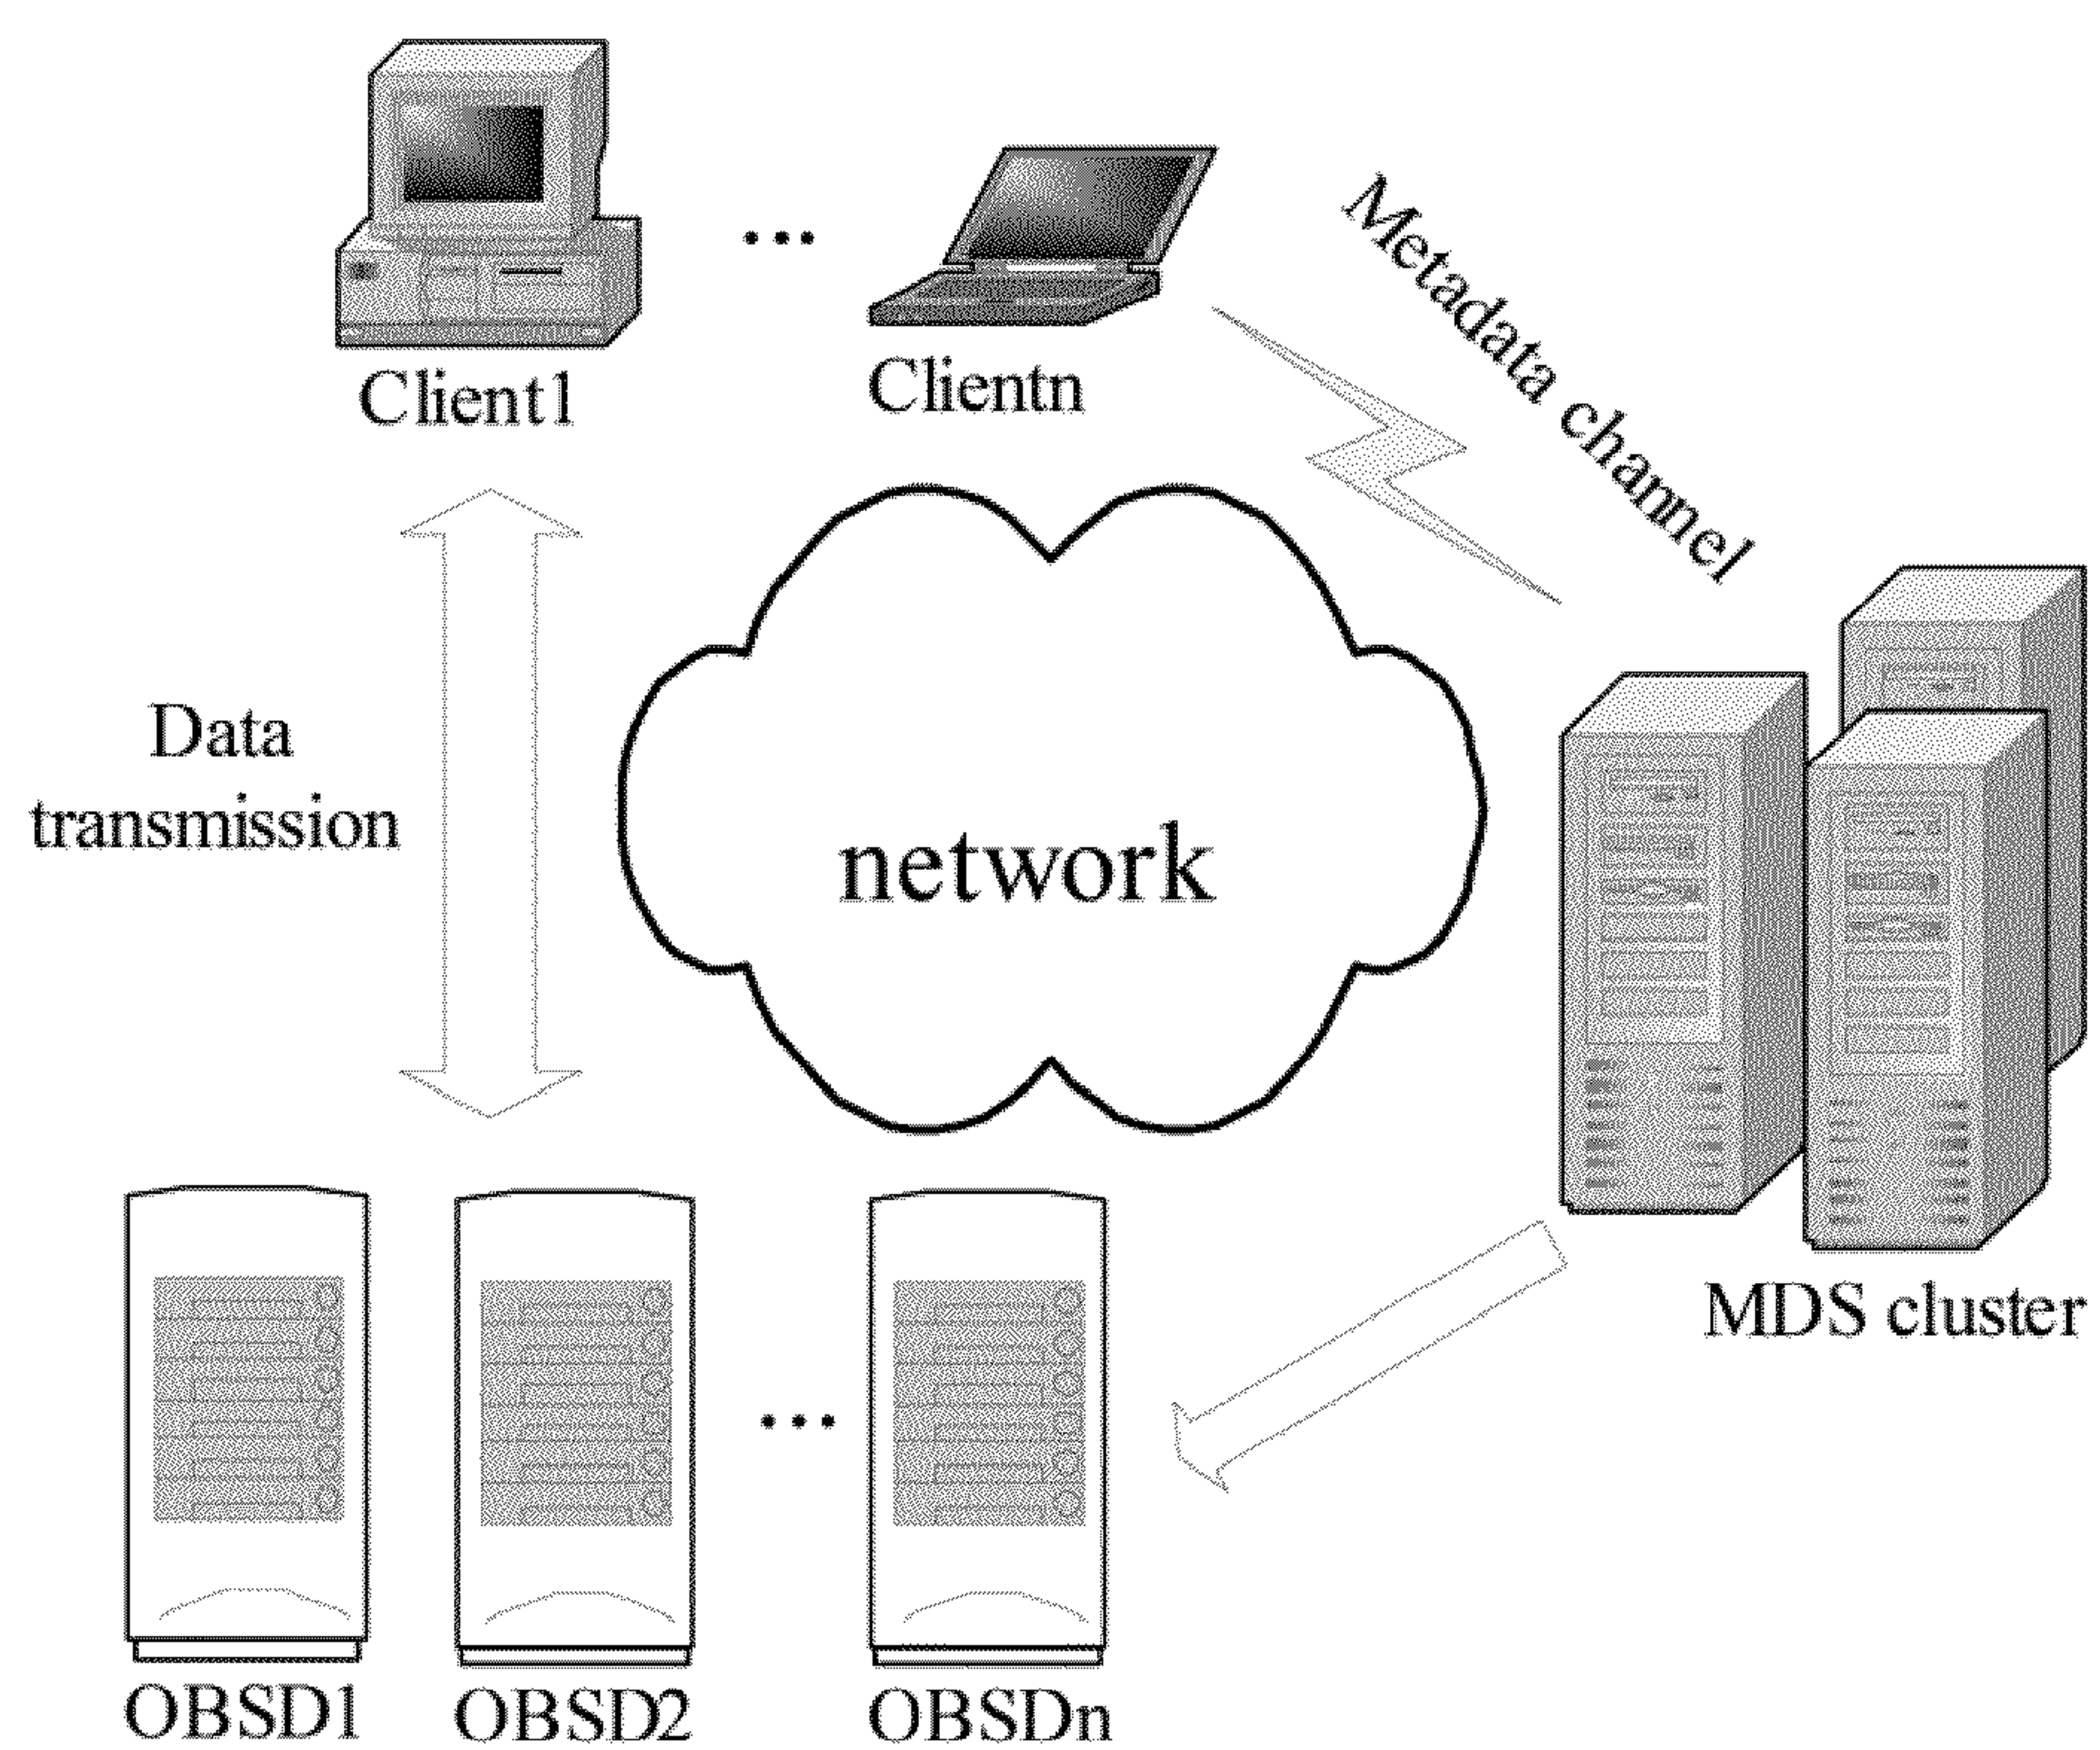 Client1
...
Clientn
Metadata channel
Data
transmission
network
MDS cluster
...
OBSD1
OBSD2
OBSDn